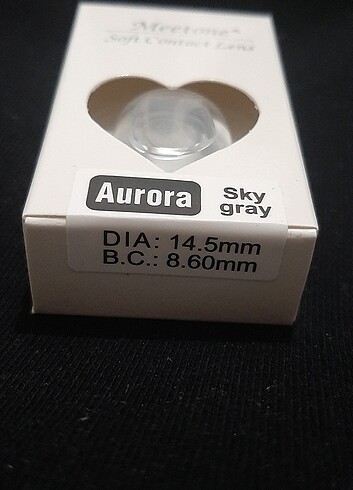 Meetone®
Soft Contact Lens
Aurora
Sky
gray
DIA: 14.5mm
B.C.: 8.60mm